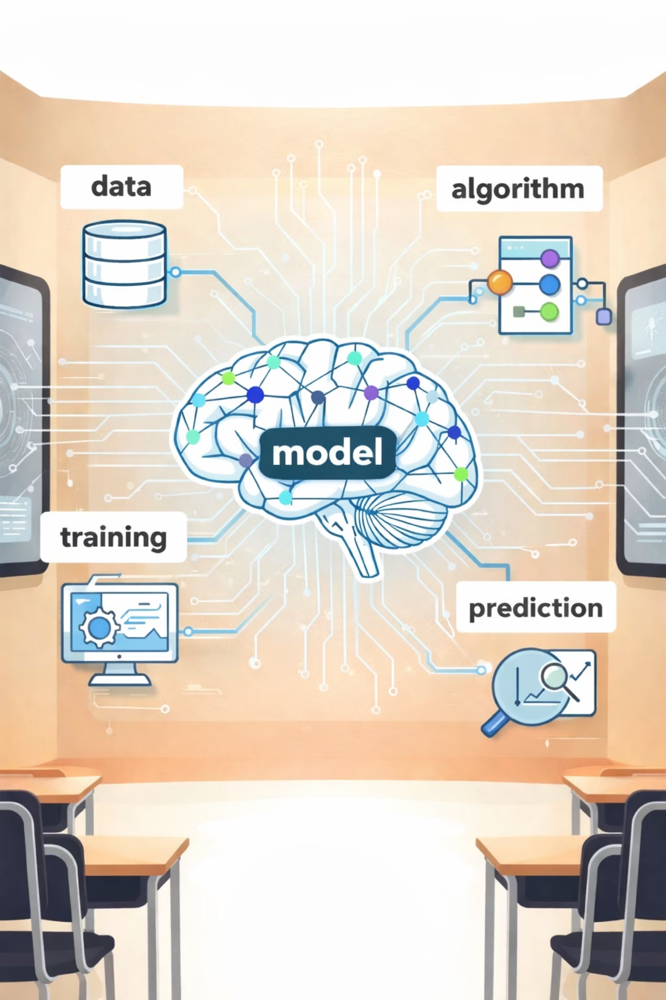 data
algorithm
model
training
prediction